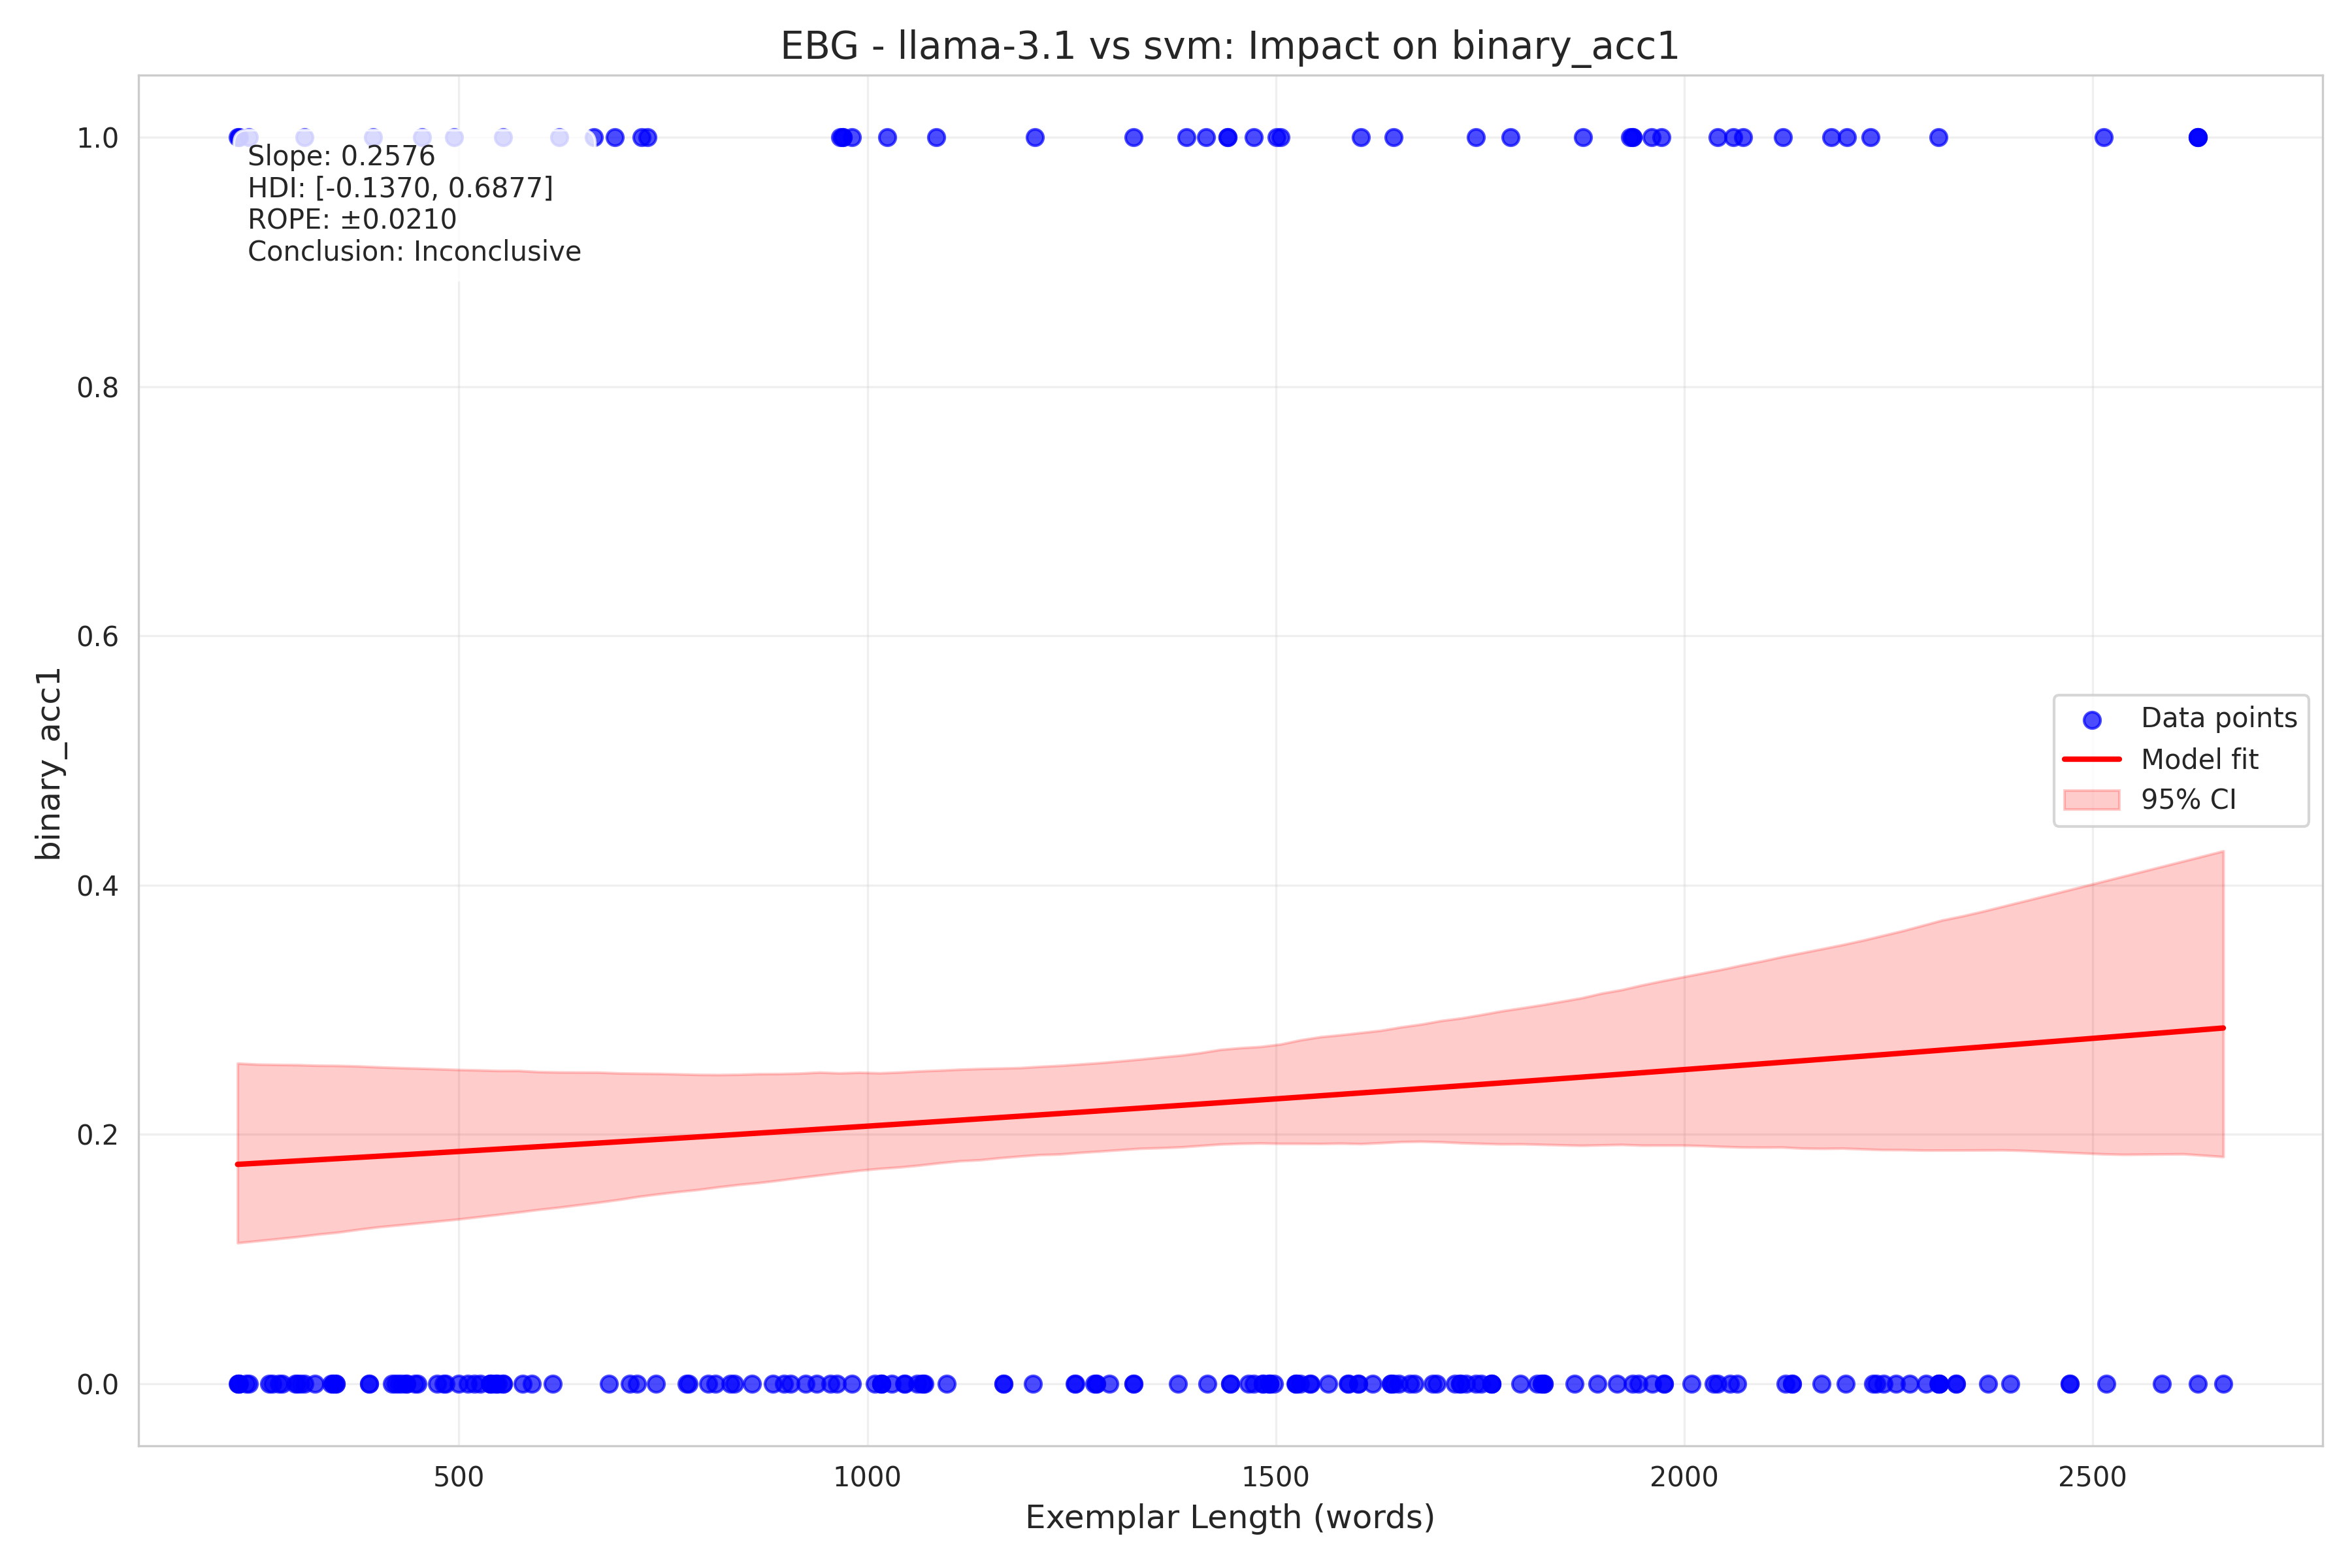 EBG - llama-3.1 vs svm: Impact on binary_acc1
1.0
0.8
0.6
0.4
0.2
0.0
binary_acc1
Slope: 0.2576
HDI: [-0.1370, 0.6877]
ROPE: ±0.0210
Conclusion: Inconclusive
Data points
Model fit
95% CI
500
1000
1500
2000
2500
Exemplar Length (words)